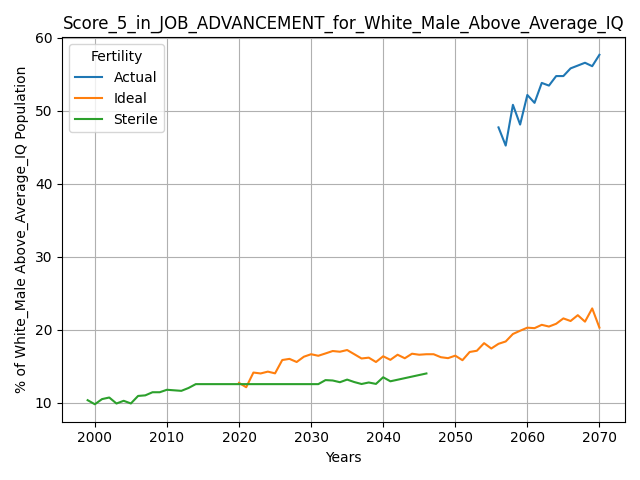 Score_5_in_JOB_ADVANCEMENT_for_White_Male_Above_Average_IQ
Fertility
Actual
Ideal
Sterile
% of White_Male Above_Average_IQ Population
60
50
40
30
20
10
2000 2010 2020 2030 2040 2050 2060 2070
Years